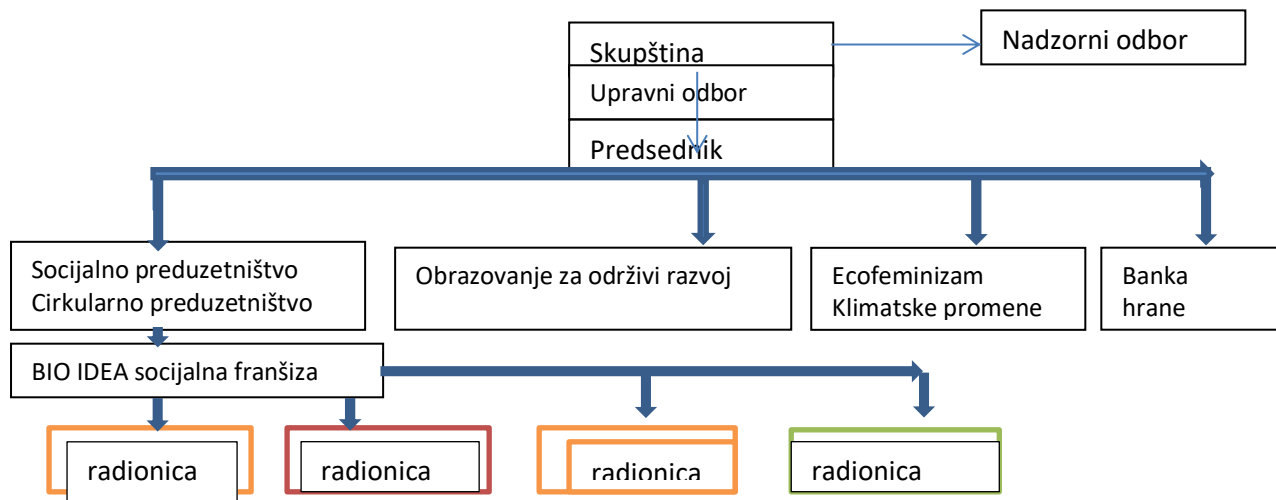 Skupština
Nadzorni odbor
Upravni odbor
Predsednik
Socijalno preduzetništvo
Cirkularno preduzetništvo
Obrazovanje za održivi razvoj
Ecofeminizam
Klimatske promene
Banka
hrane
BIO IDEA socijalna franšiza
radionica
radionica
radionica
radionica